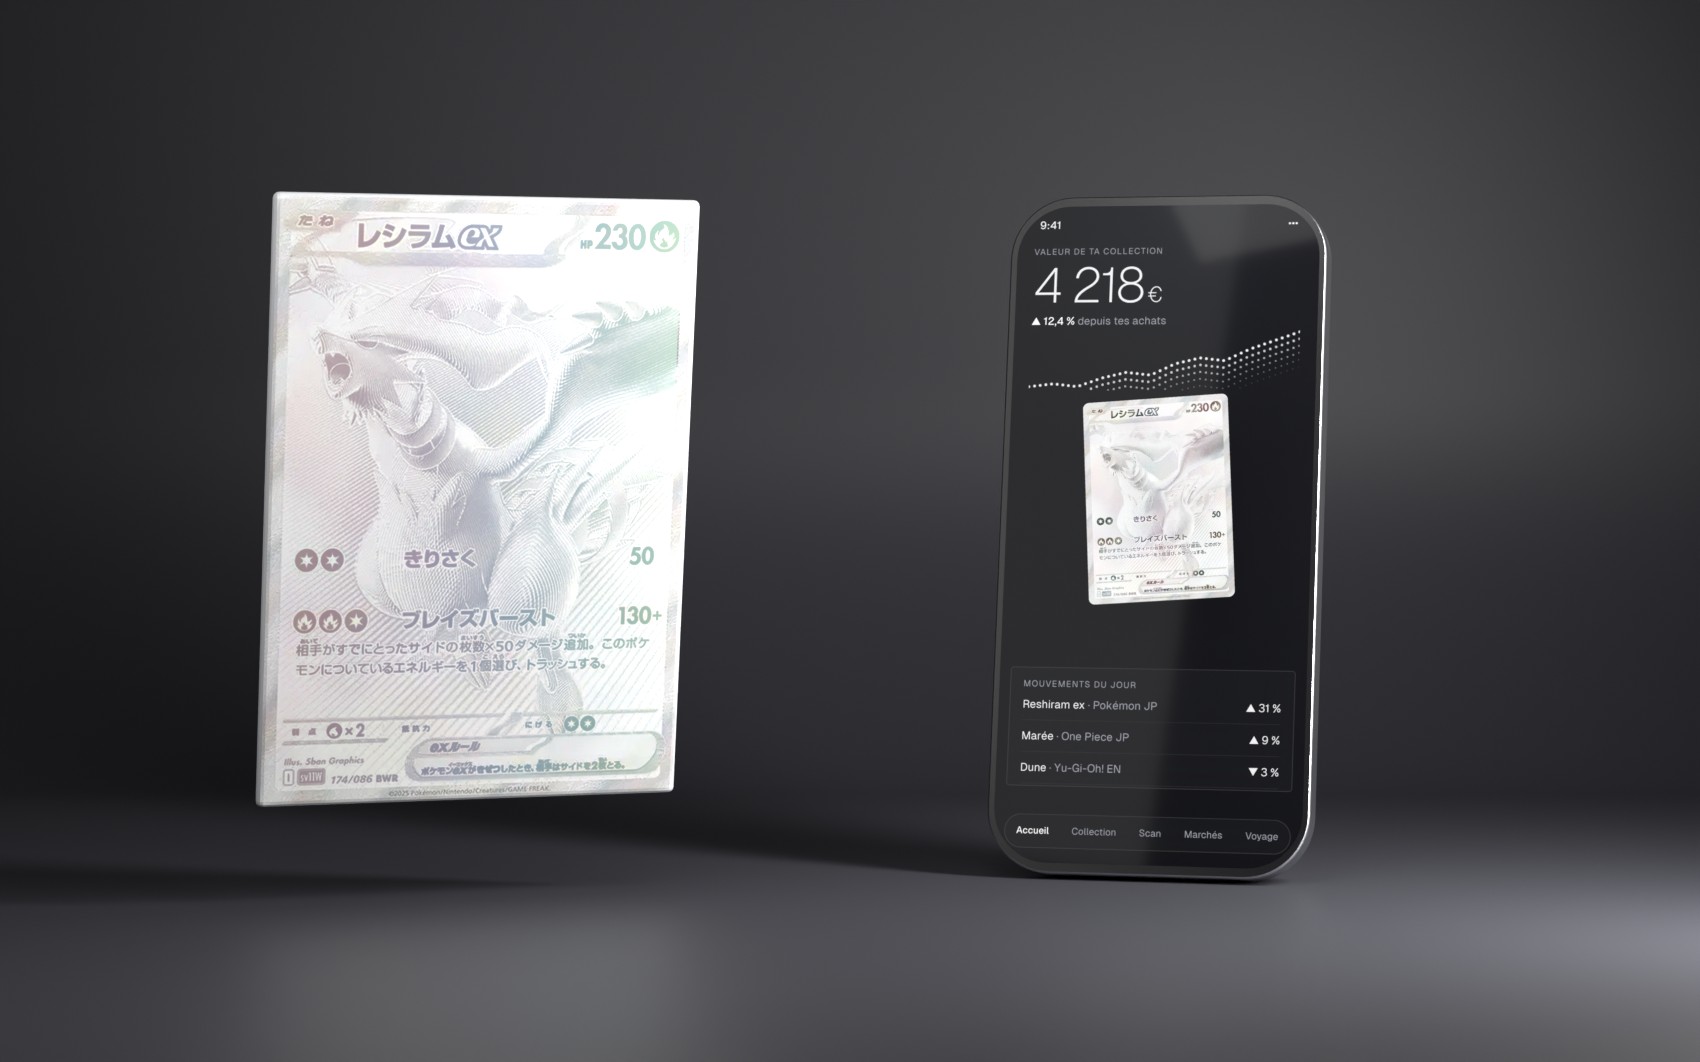 たね
レシラムex
HP230
きりさく
50
ブレイズバースト
130+
相手がすでにとったサイドの枚数×50ダメージ追加。このポケ
モンについているエネルギーを1個選び、トラッシュする。
弱点
×2
抵抗力
にげる
exルール
ポケモンexがきぜつしたとき、相手はサイドを2枚とる。
Illus. 5ban Graphics
I
sv11W
174/086 BWR
©2025 Pokémon/Nintendo/Creatures/GAME FREAK.
9:41
VALEUR DE TA COLLECTION
4 218 €
▲ 12,4 % depuis tes achats
レシラムex
230
きりさく
50
ブレイズバースト
130+
MOUVEMENTS DU JOUR
Reshiram ex · Pokémon JP
▲ 31 %
Marée · One Piece JP
▲ 9 %
Dune · Yu-Gi-Oh! EN
▼ 3 %
Accueil
Collection
Scan
Marchés
Voyage